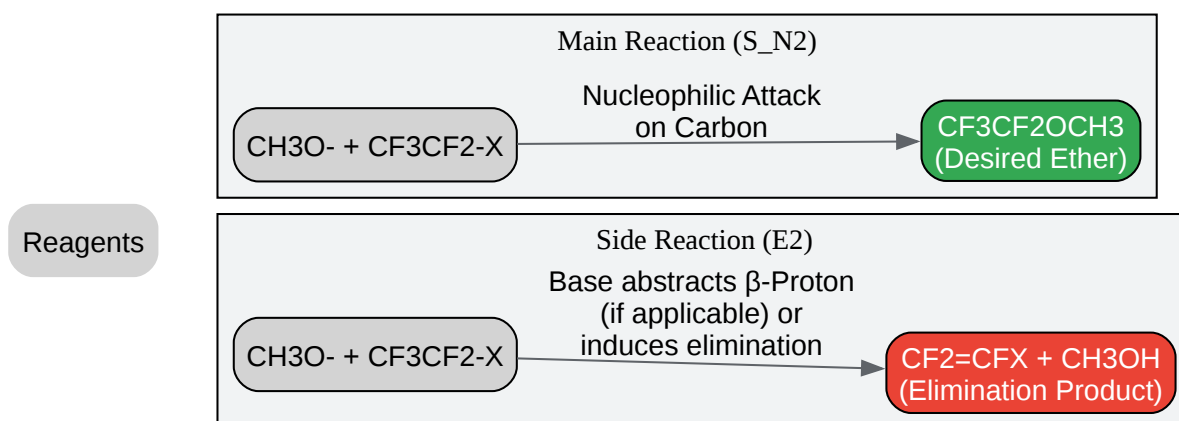 Main Reaction (S_N2)
CH3O- + CF3CF2-X
Nucleophilic Attack
on Carbon
CF3CF2OCH3
(Desired Ether)
Reagents
Side Reaction (E2)
CH3O- + CF3CF2-X
Base abstracts β-Proton
(if applicable) or
induces elimination
CF2=CFX + CH3OH
(Elimination Product)